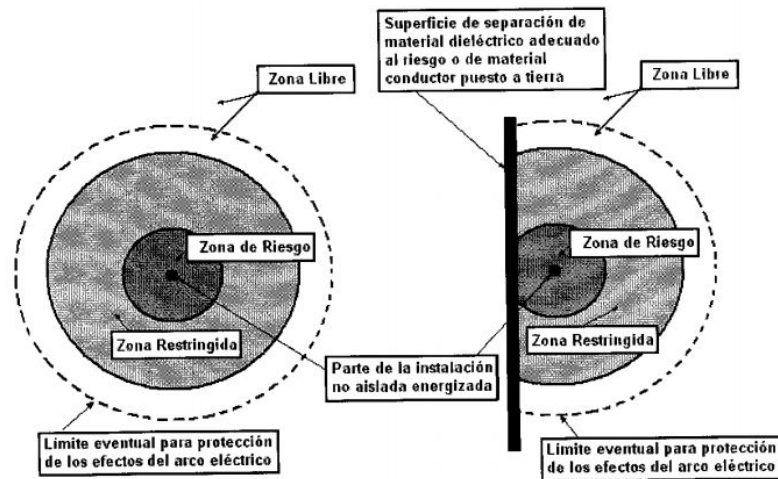 Superficie de separación de
material dieléctrico adecuado
al riesgo o de material
conductor puesto a tierra
Zona Libre
Zona Libre
Zona de Riesgo
Zona de Riesgo
Zona Restringida
Zona Restringida
Parte de la instalación
no aislada energizada
Límite eventual para protección
de los efectos del arco eléctrico
Límite eventual para protección
de los efectos del arco eléctrico